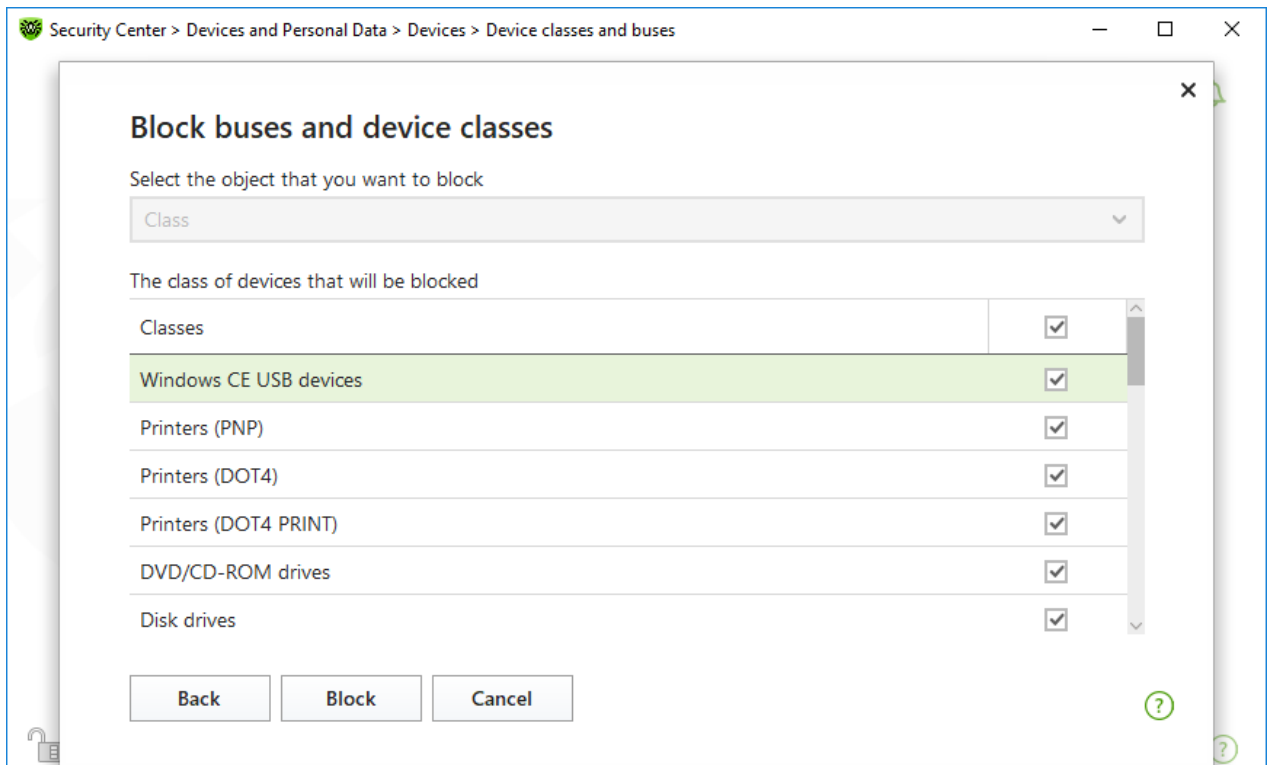 Security Center > Devices and Personal Data > Devices > Device classes and buses
Block buses and device classes
Select the object that you want to block
Class
The class of devices that will be blocked
Classes
Windows CE USB devices
Printers (PNP)
Printers (DOT4)
Printers (DOT4 PRINT)
DVD/CD-ROM drives
Disk drives
Back Block Cancel
?
?